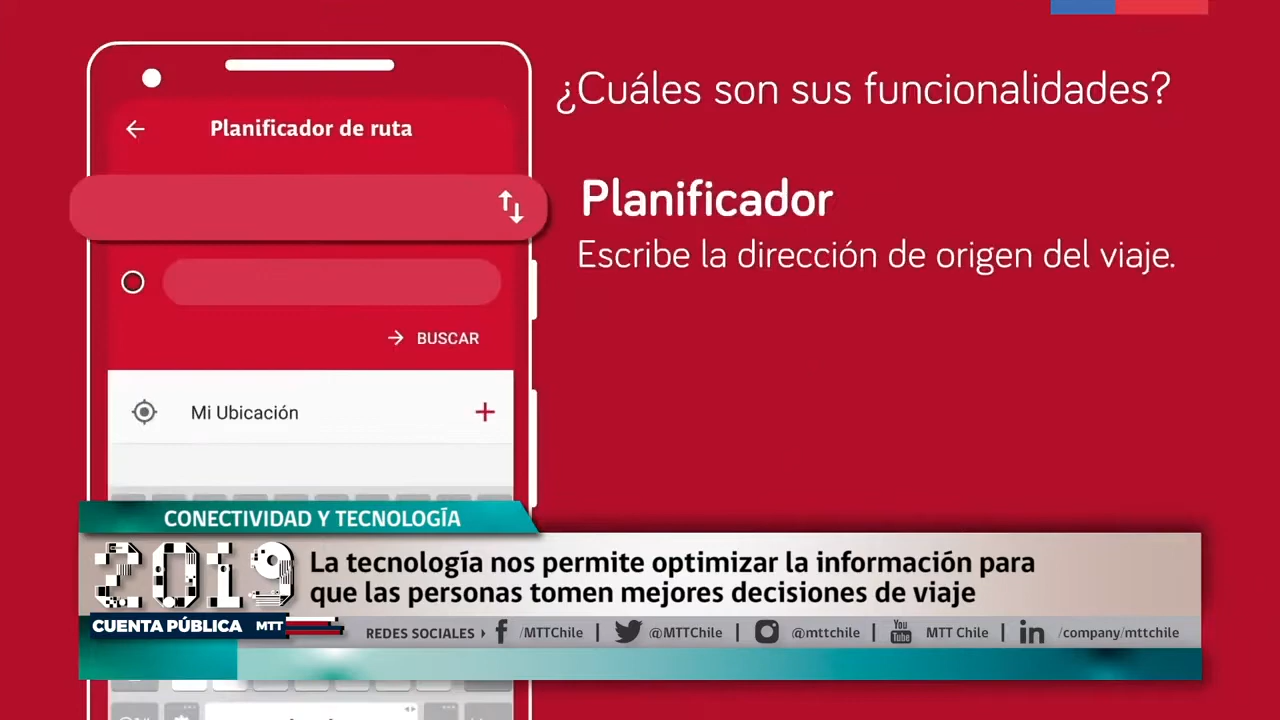 ¿Cuáles son sus funcionalidades?
Planificador de ruta
Planificador
Escribe la dirección de origen del viaje.
BUSCAR
Mi Ubicación
CONECTIVIDAD Y TECNOLOGÍA
2019
CUENTA PÚBLICA MTT
La tecnología nos permite optimizar la información para
que las personas tomen mejores decisiones de viaje
REDES SOCIALES /MTTChile | @MTTChile | @mttchile | You Tube MTT Chile | in /company/mttchile